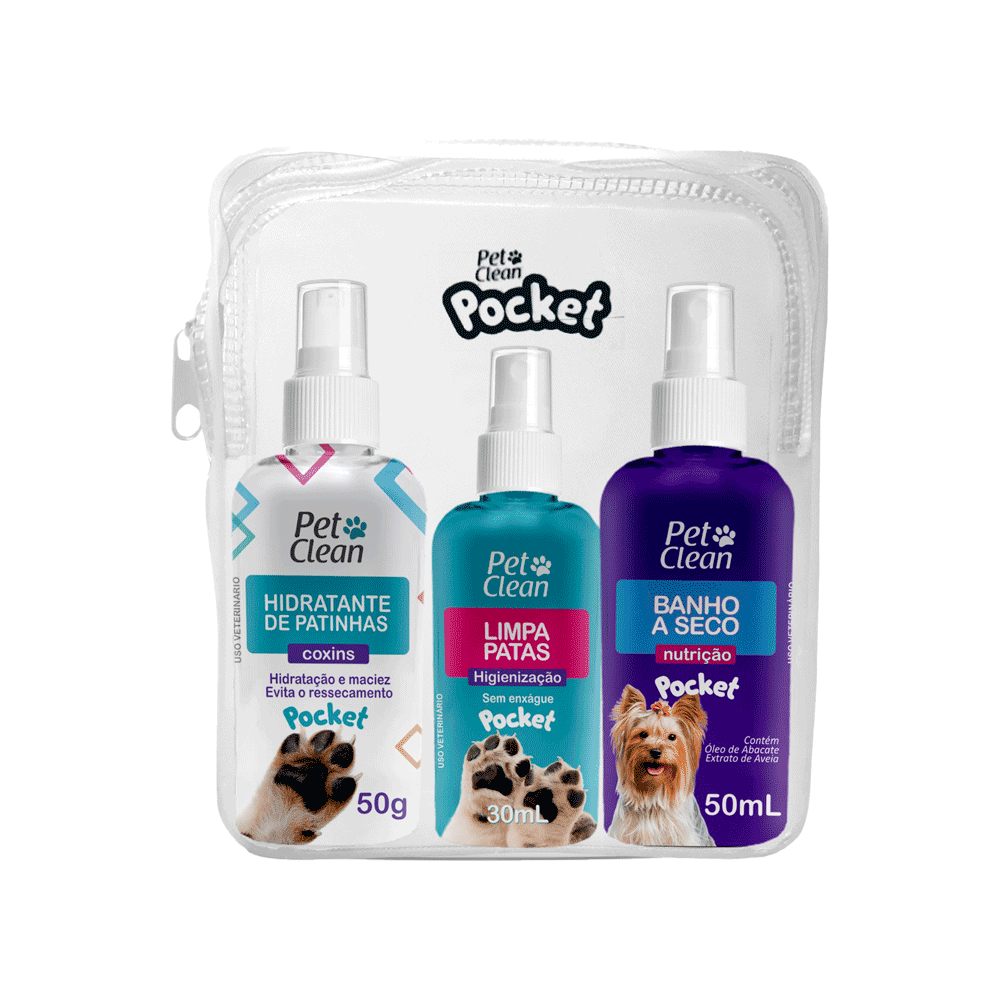 Pet
Clean
Pocket
Pet
Clean
HIDRATANTE
DE PATINHAS
coxins
Hidratação e maciez
Evita o ressecamento
Pocket
50g
USO VETERINÁRIO
Pet
Clean
LIMPA
PATAS
Higienização
Sem enxágue
Pocket
30mL
USO VETERINÁRIO
Pet
Clean
BANHO
A SECO
nutrição
Pocket
Contém
Óleo de Abacate
Extrato de Aveia
50mL
USO VETERINÁRIO